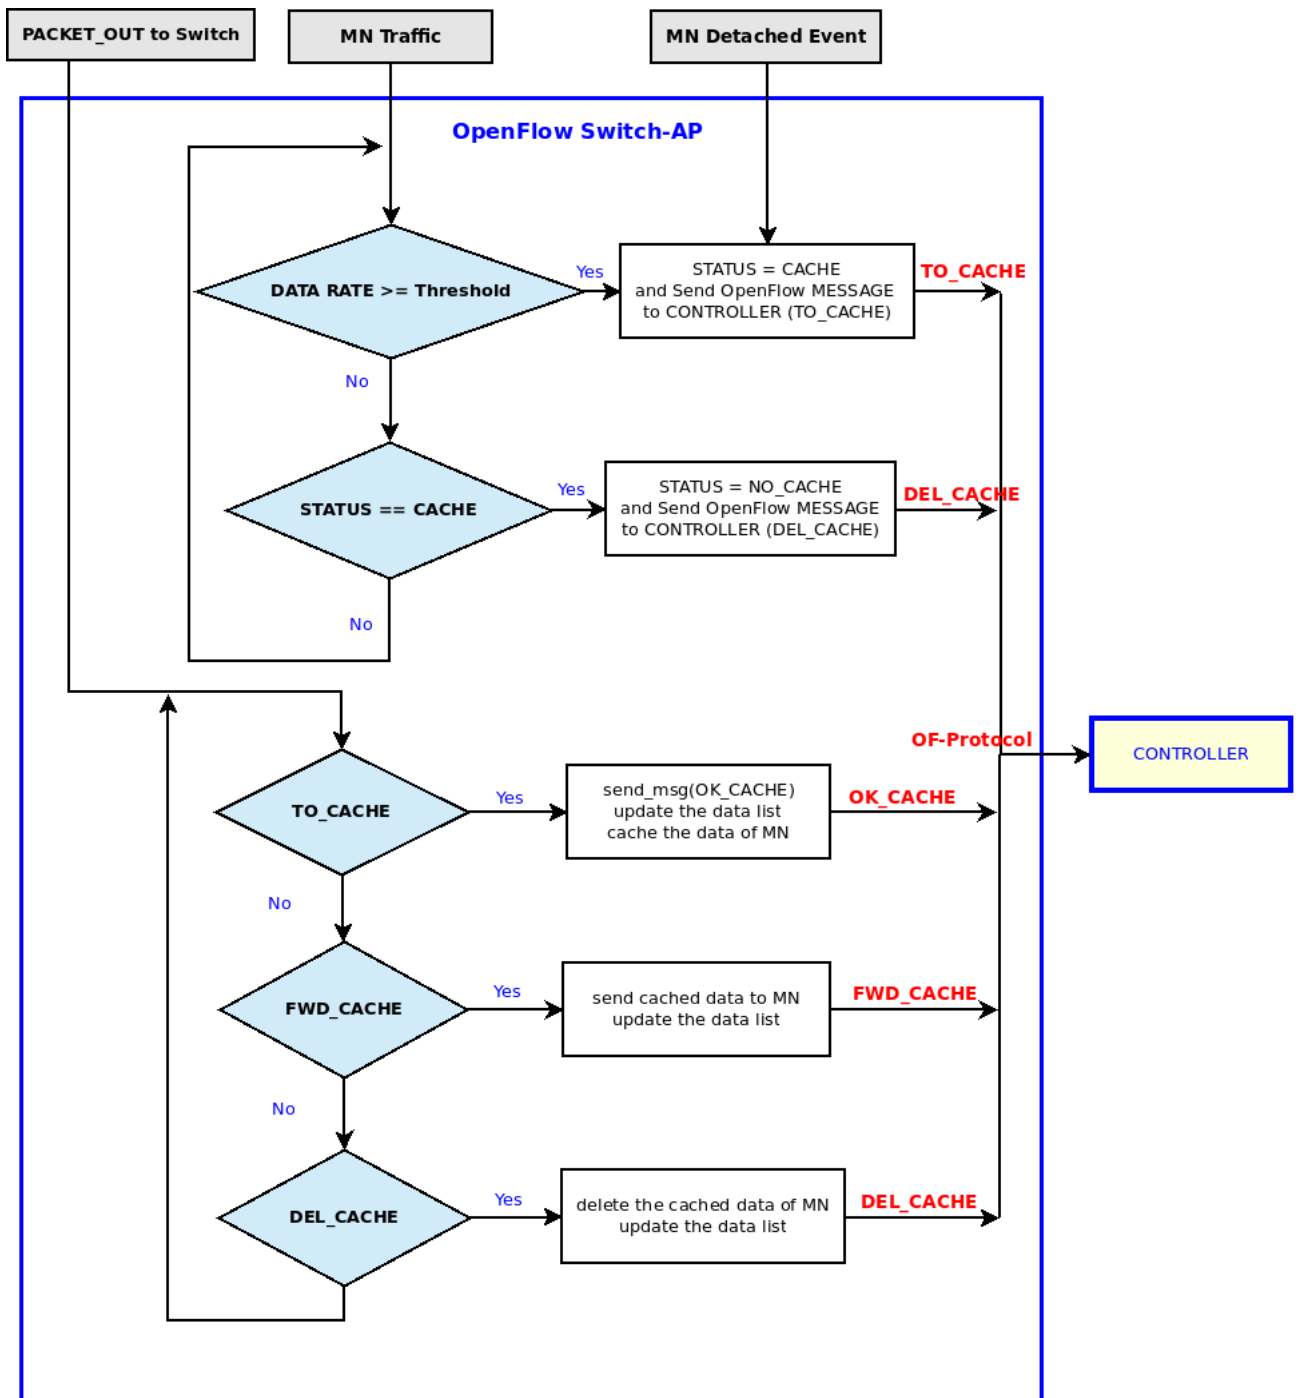 PACKET_OUT to Switch
MN Traffic
MN Detached Event
OpenFlow Switch-AP
DATA RATE >= Threshold
Yes
STATUS = CACHE
and Send OpenFlow MESSAGE
to CONTROLLER (TO_CACHE)
TO_CACHE
No
STATUS == CACHE
Yes
STATUS = NO_CACHE
and Send OpenFlow MESSAGE
to CONTROLLER (DEL_CACHE)
DEL_CACHE
No
OF-Protocol
CONTROLLER
TO_CACHE
Yes
send_msg(OK_CACHE)
update the data list
cache the data of MN
OK_CACHE
No
FWD_CACHE
Yes
send cached data to MN
update the data list
FWD_CACHE
No
DEL_CACHE
Yes
delete the cached data of MN
update the data list
DEL_CACHE